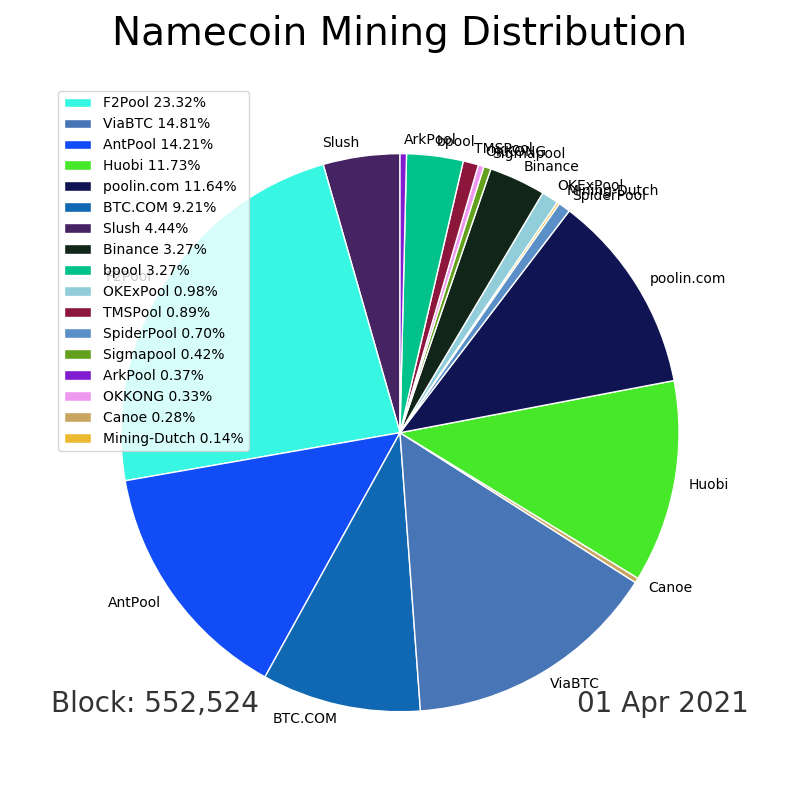 Namecoin Mining Distribution
F2Pool 23.32%
ViaBTC 14.81%
AntPool 14.21%
Huobi 11.73%
poolin.com 11.64%
BTC.COM 9.21%
Slush 4.44%
Binance 3.27%
bpool 3.27%
OKExPool 0.98%
TMSPool 0.89%
SpiderPool 0.70%
Sigmapool 0.42%
ArkPool 0.37%
OKKONG 0.33%
Canoe 0.28%
Mining-Dutch 0.14%
Slush
ArkPool
bpool
TMSPool
OKKONG
Sigmapool
Binance
OKExPool
Mining-Dutch
SpiderPool
F2Pool
poolin.com
Huobi
Canoe
AntPool
ViaBTC
BTC.COM
Block: 552,524
01 Apr 2021